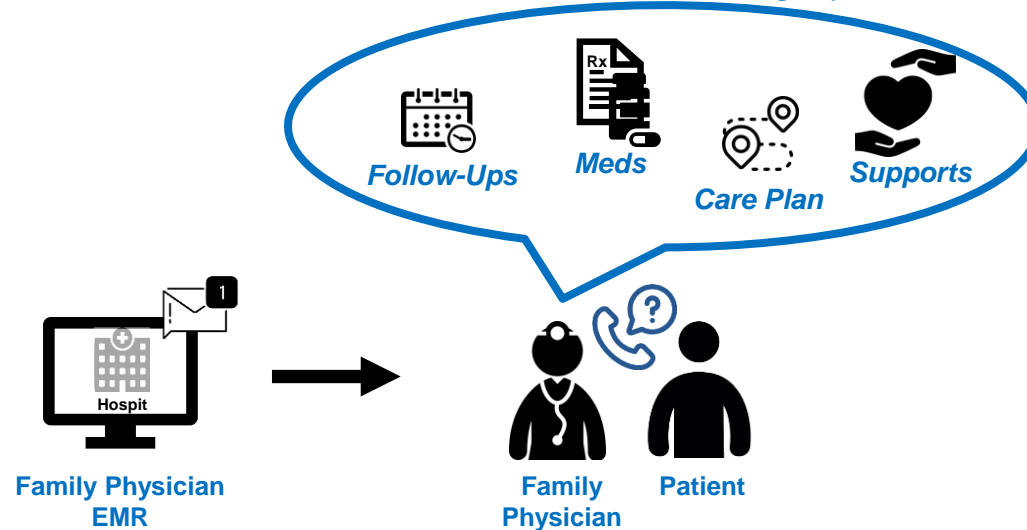 Rx
Follow-Ups
Meds
Care Plan
Supports
1
?
Hospit
Family Physician
EMR
Family
Physician
Patient